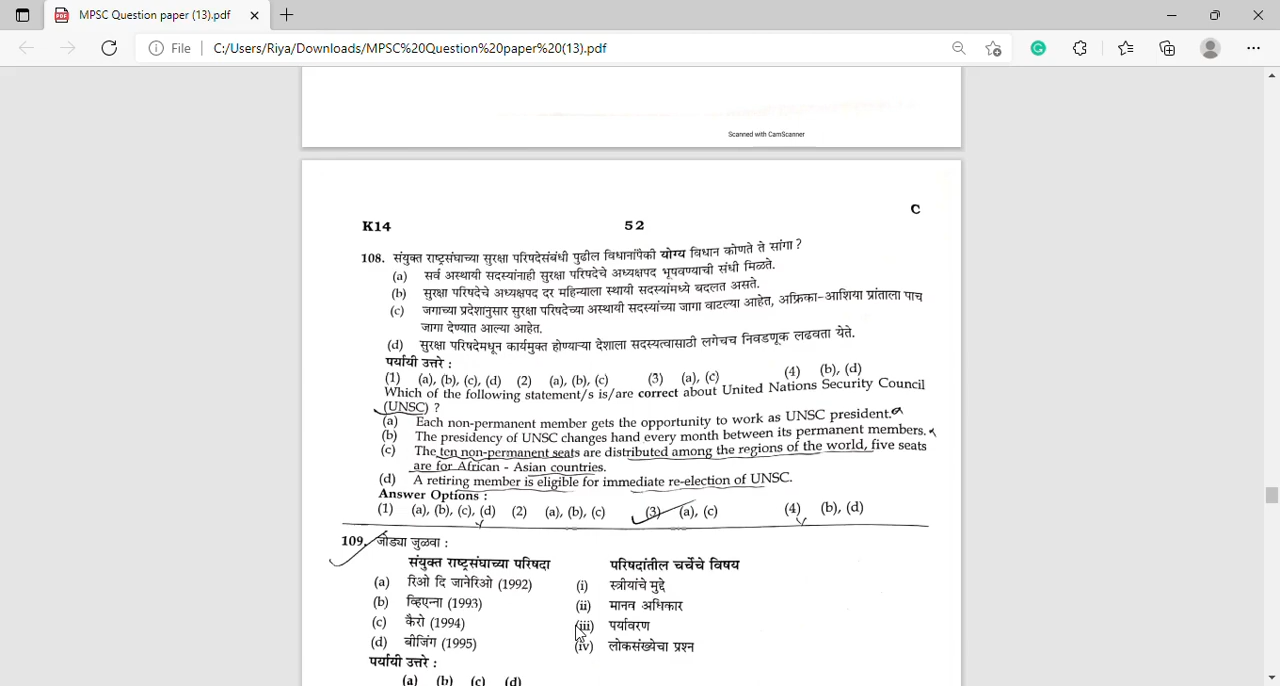 MPSC Question paper (13).pdf
File C:/Users/Riya/Downloads/MPSC%20Question%20paper%20(13).pdf
Scanned with CamScanner
C
K14 52
108. संयुक्त राष्ट्रसंघाच्या सुरक्षा परिषदेसंबंधी पुढील विधानांपैकी योग्य विधान कोणते ते सांगा ?
(a) सर्व अस्थायी सदस्यांनाही सुरक्षा परिषदेचे अध्यक्षपद भूषवण्याची संधी मिळते.
(b) सुरक्षा परिषदेचे अध्यक्षपद दर महिन्याला स्थायी सदस्यांमध्ये बदलत असते.
(c) जगाच्या प्रदेशानुसार सुरक्षा परिषदेच्या अस्थायी सदस्यांच्या जागा वाटल्या आहेत, अफ्रिका-आशिया प्रांताला पाच
जागा देण्यात आल्या आहेत.
(d) सुरक्षा परिषदेमधून कार्यमुक्त होणाऱ्या देशाला सदस्यत्वासाठी लगेचच निवडणूक लढवता येते.
पर्यायी उत्तरे :
(1) (a), (b), (c), (d) (2) (a), (b), (c) (3) (a), (c) (4) (b), (d)
Which of the following statement/s is/are correct about United Nations Security Council
(UNSC) ?
(a) Each non-permanent member gets the opportunity to work as UNSC president.
(b) The presidency of UNSC changes hand every month between its permanent members.
(c) The ten non-permanent seats are distributed among the regions of the world, five seats
are for African - Asian countries.
(d) A retiring member is eligible for immediate re-election of UNSC.
Answer Options :
(1) (a), (b), (c), (d) (2) (a), (b), (c) (3) (a), (c) (4) (b), (d)
109. जोड्या जुळवा :
संयुक्त राष्ट्रसंघाच्या परिषदा परिषदांतील चर्चेचे विषय
(a) रिओ दि जानेरिओ (1992) (i) स्त्रीयांचे मुद्दे
(b) व्हिएन्ना (1993) (ii) मानव अधिकार
(c) कैरो (1994) (iii) पर्यावरण
(d) बीजिंग (1995) (iv) लोकसंख्येचा प्रश्न
पर्यायी उत्तरे :
(a) (b) (c) (d)